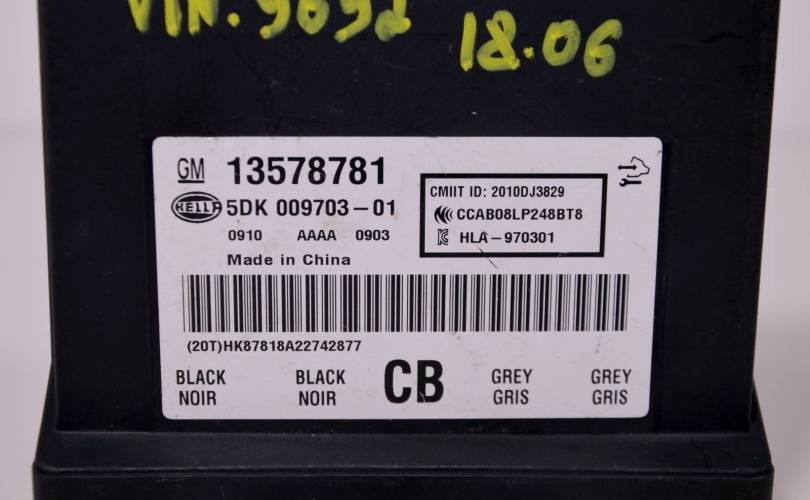 VIN. 9692
18.06
GM 13578781
HELLA 5DK 009703-01
0910 AAAA 0903
Made in China
CMIIT ID: 2010DJ3829
CCAB08LP248BT8
HLA-970301
(20T)HK87818A22742877
BLACK BLACK CB GREY GREY
NOIR NOIR GRIS GRIS